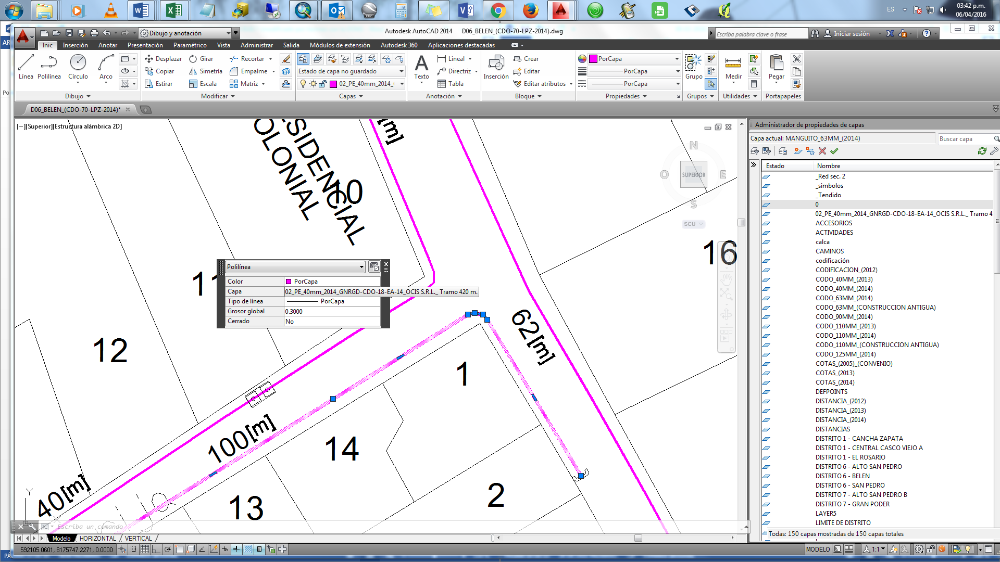 ES
03:42 p.m.
06/04/2016
Dibujo y anotación
Autodesk AutoCAD 2014 D06_BELEN_(CDO-70-LPZ-2014).dwg
Escriba palabra clave o frase
Iniciar sesión
Inic Inserción Anotar Presentación Paramétrico Vista Administrar Salida Módulos de extensión Autodesk 360 Aplicaciones destacadas
Línea Polilínea Círculo Arco
Desplazar Girar Recortar
Copiar Simetría Empalme
Estirar Escala Matriz
Estado de capa no guardado
02_PE_40mm_2014_
Texto
Lineal
Directriz
Tabla
Inserción
Crear
Editar
Editar atributos
PorCapa
PorCapa
PorCapa
Grupo
Medir
Pegar
Dibujo Modificar Capas Anotación Bloque Propiedades Grupos Utilidades Portapapeles
D06_BELEN_(CDO-70-LPZ-2014)*
[−][Superior][Estructura alámbrica 2D]
SIDENCIAL
OLONIAL
[m]
10
11
12
16
1
14
13
2
62[m]
100[m]
40[m]
N
O
SUPERIOR
E
S
SCU
Polilínea
Color PorCapa
Capa 02_PE_40mm_2014_GNRGD-CDO-18-EA-14_OCIS S.R.L._ Tramo 420 m.
Tipo de línea PorCapa
Grosor global 0.3000
Cerrado No
Y
Escriba un comando
Modelo HORIZONTAL VERTICAL
592105.0601, 8175747.2271, 0.0000
MODELO
1:1
Administrador de propiedades de capas
Capa actual: MANGUITO_63MM_(2014)
Buscar capa
Estado Nombre
_Red sec. 2
_simbolos
_Tendido
0
02_PE_40mm_2014_GNRGD-CDO-18-EA-14_OCIS S.R.L._ Tramo 4
ACCESORIOS
ACTIVIDADES
calca
CAMINOS
codificación
CODIFICACION_(2012)
CODO_40MM_(2013)
CODO_40MM_(2014)
CODO_63MM_(2014)
CODO_63MM_(CONSTRUCCION ANTIGUA)
CODO_90MM_(2014)
CODO_110MM_(2013)
CODO_110MM_(2014)
CODO_110MM_(CONSTRUCCION ANTIGUA)
CODO_125MM_(2014)
COTAS_(2005)_(CONVENIO)
COTAS_(2013)
COTAS_(2014)
DEFPOINTS
DISTANCIA_(2012)
DISTANCIA_(2013)
DISTANCIA_(2014)
DISTANCIAS
DISTRITO 1 - CANCHA ZAPATA
DISTRITO 1 - CENTRAL CASCO VIEJO A
DISTRITO 1 - EL ROSARIO
DISTRITO 6 - ALTO SAN PEDRO
DISTRITO 6 - BELEN
DISTRITO 6 - SAN PEDRO
DISTRITO 7 - ALTO SAN PEDRO B
DISTRITO 7 - GRAN PODER
LAYER5
LIMITE DE DISTRITO
Todas: 150 capas mostradas de 150 capas totales